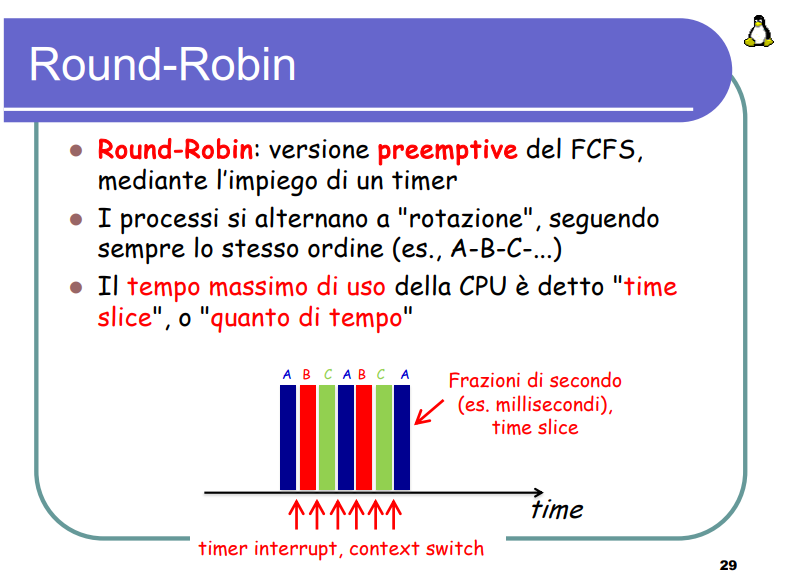 Round-Robin
Round-Robin: versione preemptive del FCFS,
mediante l'impiego di un timer
I processi si alternano a "rotazione", seguendo
sempre lo stesso ordine (es., A-B-C-...)
Il tempo massimo di uso della CPU è detto "time
slice", o "quanto di tempo"
A B C A B C A
Frazioni di secondo
(es. millisecondi),
time slice
time
timer interrupt, context switch
29